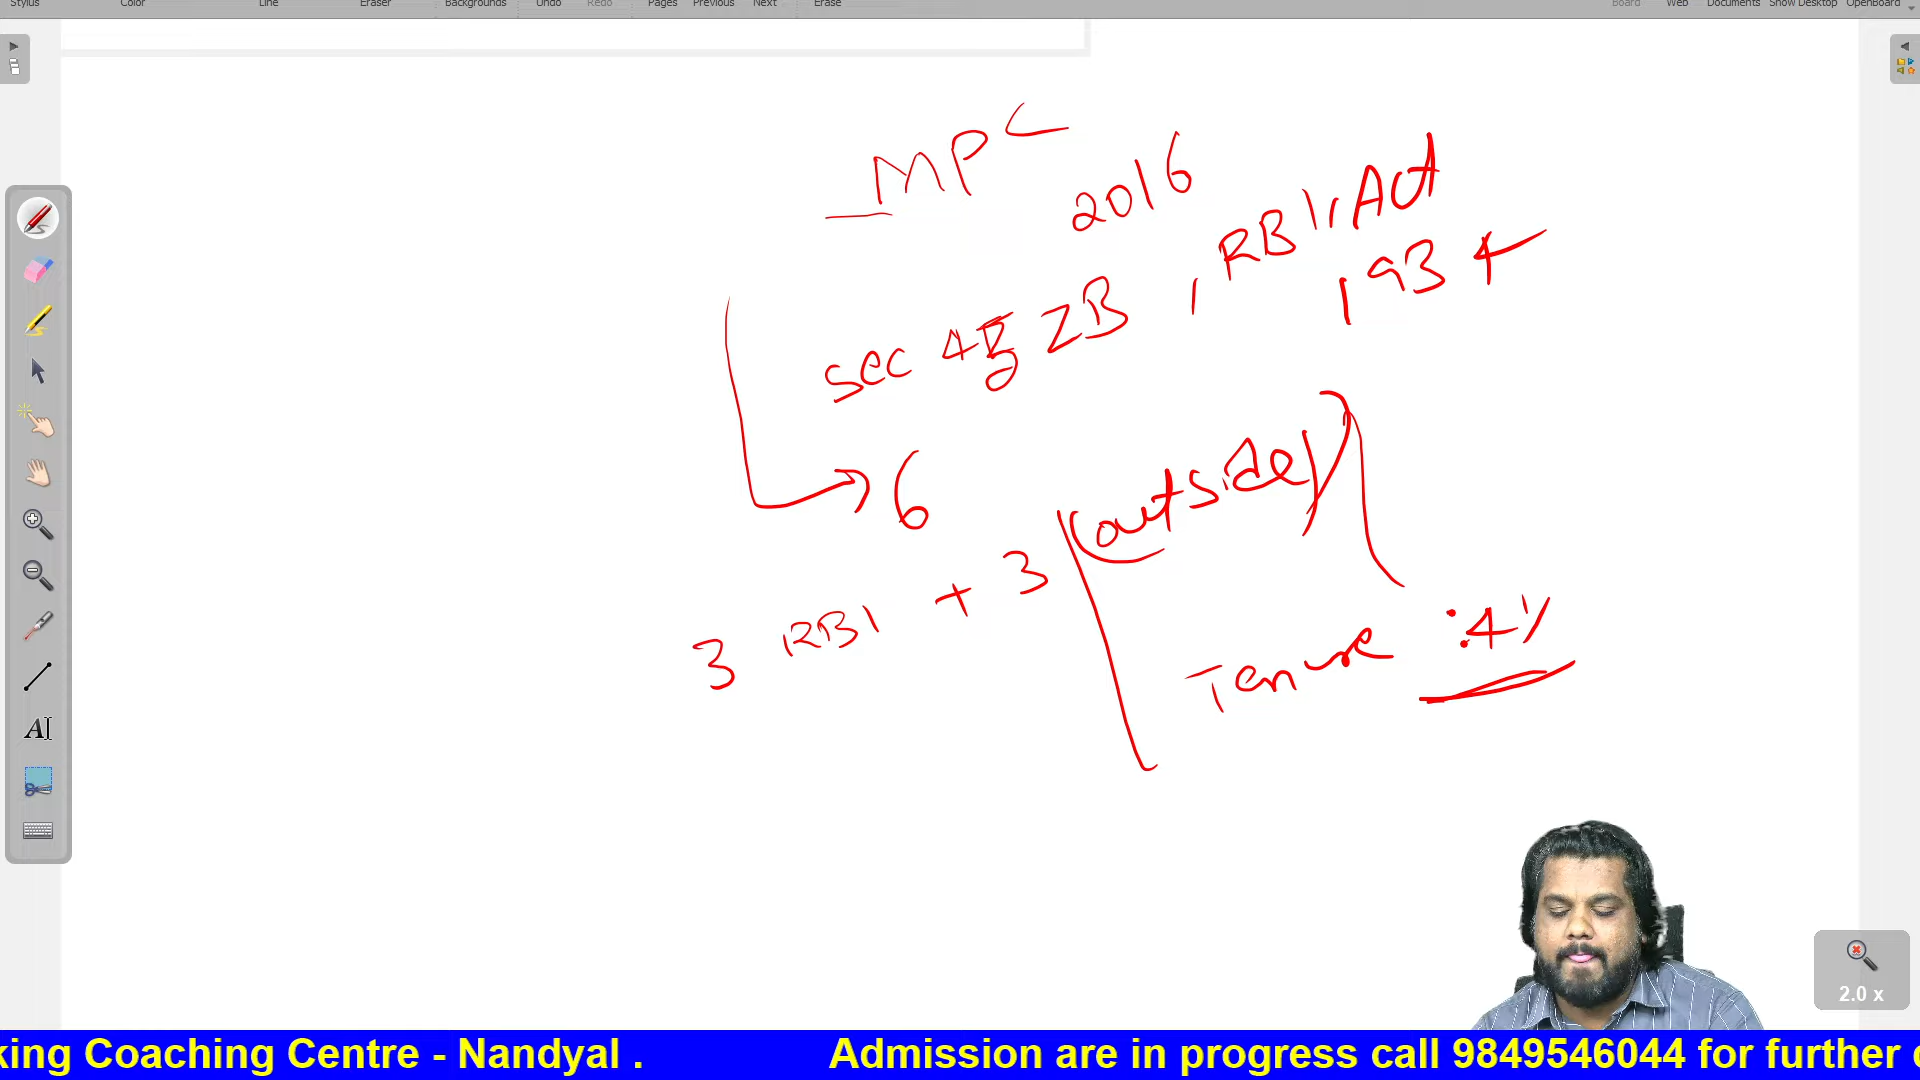 Stylus Color Line Eraser Backgrounds Undo Redo Pages Previous Next Erase Board Web Documents Show Desktop OpenBoard
MPC
2016
sec 45 ZB , RBI, Act
1934
6
3 RBI + 3 (outside)
Tenure : 4y
AI
2.0 x
king Coaching Centre - Nandyal . Admission are in progress call 9849546044 for further